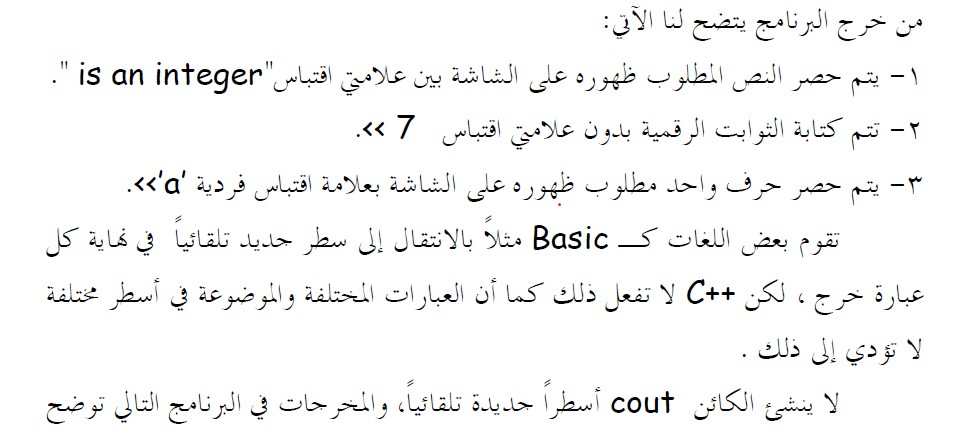 من خرج البرنامج يتضح لنا الآتي:
١- يتم حصر النص المطلوب ظهوره على الشاشة بين علامتي اقتباس"is an integer ".
٢- تتم كتابة الثوابت الرقمية بدون علامتي اقتباس 7 >>.
٣- يتم حصر حرف واحد مطلوب ظهوره على الشاشة بعلامة اقتباس فردية 'a'>>.
تقوم بعض اللغات كـــ Basic مثلاً بالانتقال إلى سطر جديد تلقائياً في نهاية كل
عبارة خرج ، لكن C++ لا تفعل ذلك كما أن العبارات المختلفة والموضوعة في أسطر مختلفة
لا تؤدي إلى ذلك .
لا ينشئ الكائن cout أسطراً جديدة تلقائياً، والمخرجات في البرنامج التالي توضح